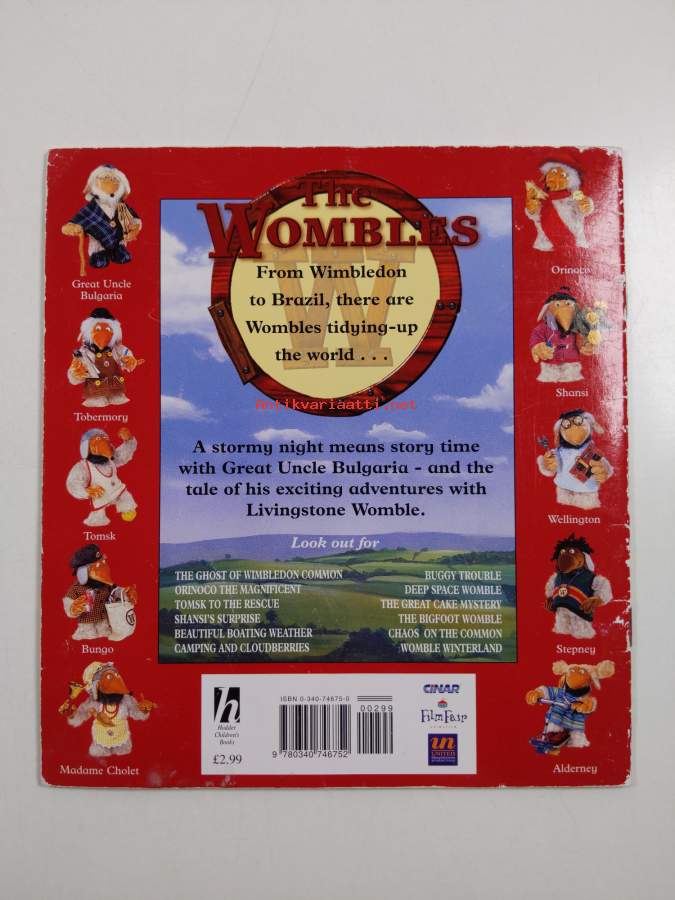 The
WOMBLES
From Wimbledon
to Brazil, there are
Wombles tidying-up
the world . . .
Antikvariaatti.net
A stormy night means story time
with Great Uncle Bulgaria - and the
tale of his exciting adventures with
Livingstone Womble.
Look out for
THE GHOST OF WIMBLEDON COMMON
ORINOCO THE MAGNIFICENT
TOMSK TO THE RESCUE
SHANSI'S SURPRISE
BEAUTIFUL BOATING WEATHER
CAMPING AND CLOUDBERRIES
BUGGY TROUBLE
DEEP SPACE WOMBLE
THE GREAT CAKE MYSTERY
THE BIGFOOT WOMBLE
CHAOS ON THE COMMON
WOMBLE WINTERLAND
Great Uncle
Bulgaria
Tobermory
Tomsk
Bungo
Madame Cholet
Orinoco
Shansi
Wellington
Stepney
Alderney
h
Hodder
Children's
Books
£2.99
ISBN 0-340-74675-0
00299
9 780340 746752
CINAR
FilmFair
un
UNITED